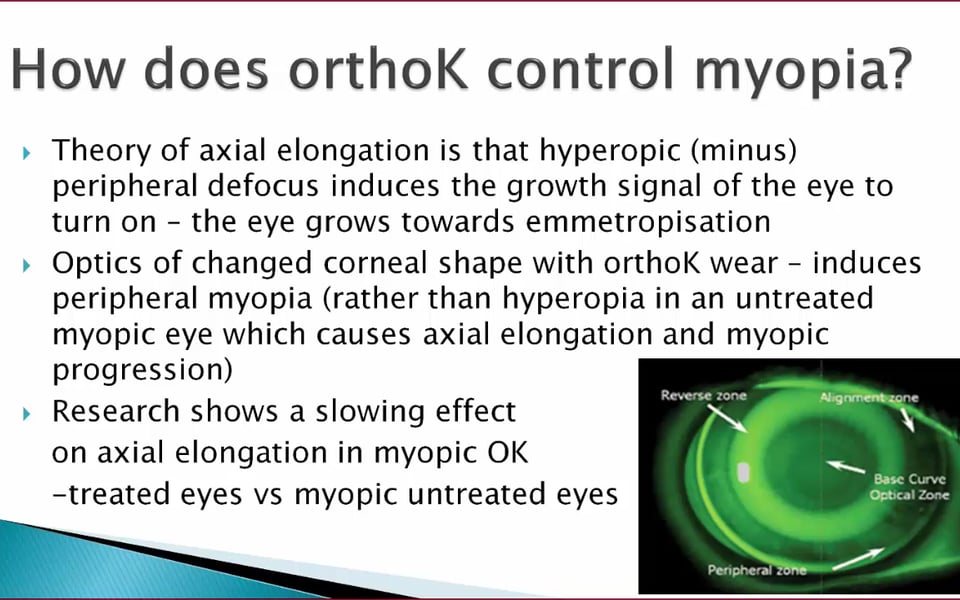 How does orthoK control myopia?
Theory of axial elongation is that hyperopic (minus)
peripheral defocus induces the growth signal of the eye to
turn on – the eye grows towards emmetropisation
Optics of changed corneal shape with orthoK wear – induces
peripheral myopia (rather than hyperopia in an untreated
myopic eye which causes axial elongation and myopic
progression)
Research shows a slowing effect
on axial elongation in myopic OK
-treated eyes vs myopic untreated eyes
Reverse zone
Alignment zone
Base Curve
Optical Zone
Peripheral zone